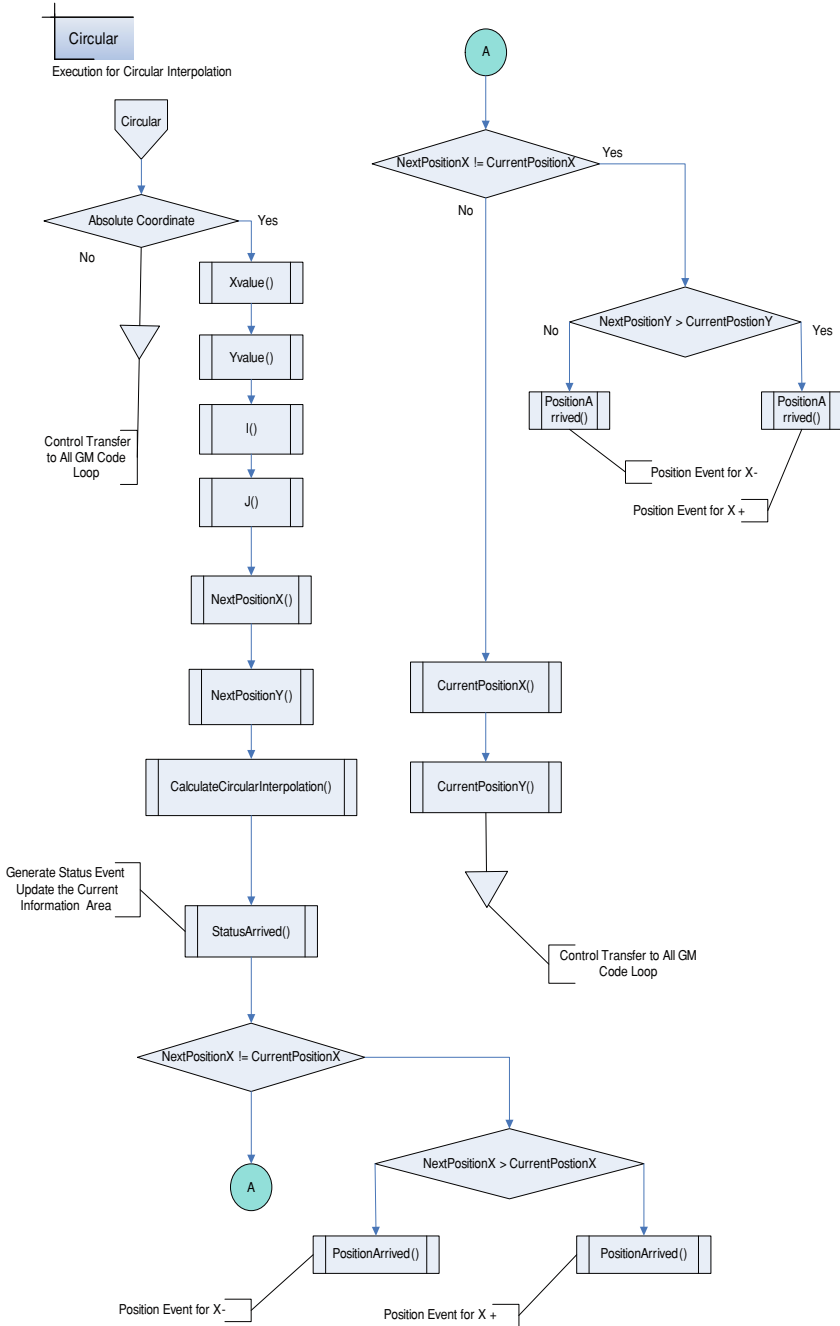 Circular
Execution for Circular Interpolation
Circular
Absolute Coordinate
Yes
No
Xvalue()
Yvalue()
I()
J()
Control Transfer
to All GM Code
Loop
NextPositionX()
NextPositionY()
CalculateCircularInterpolation()
Generate Status Event
Update the Current
Information Area
StatusArrived()
NextPositionX != CurrentPositionX
A
NextPositionX > CurrentPostionX
PositionArrived()
PositionArrived()
Position Event for X-
Position Event for X +
A
NextPositionX != CurrentPositionX
Yes
No
NextPositionY > CurrentPostionY
No
Yes
PositionA
rrived()
PositionA
rrived()
Position Event for X-
Position Event for X +
CurrentPositionX()
CurrentPositionY()
Control Transfer to All GM
Code Loop